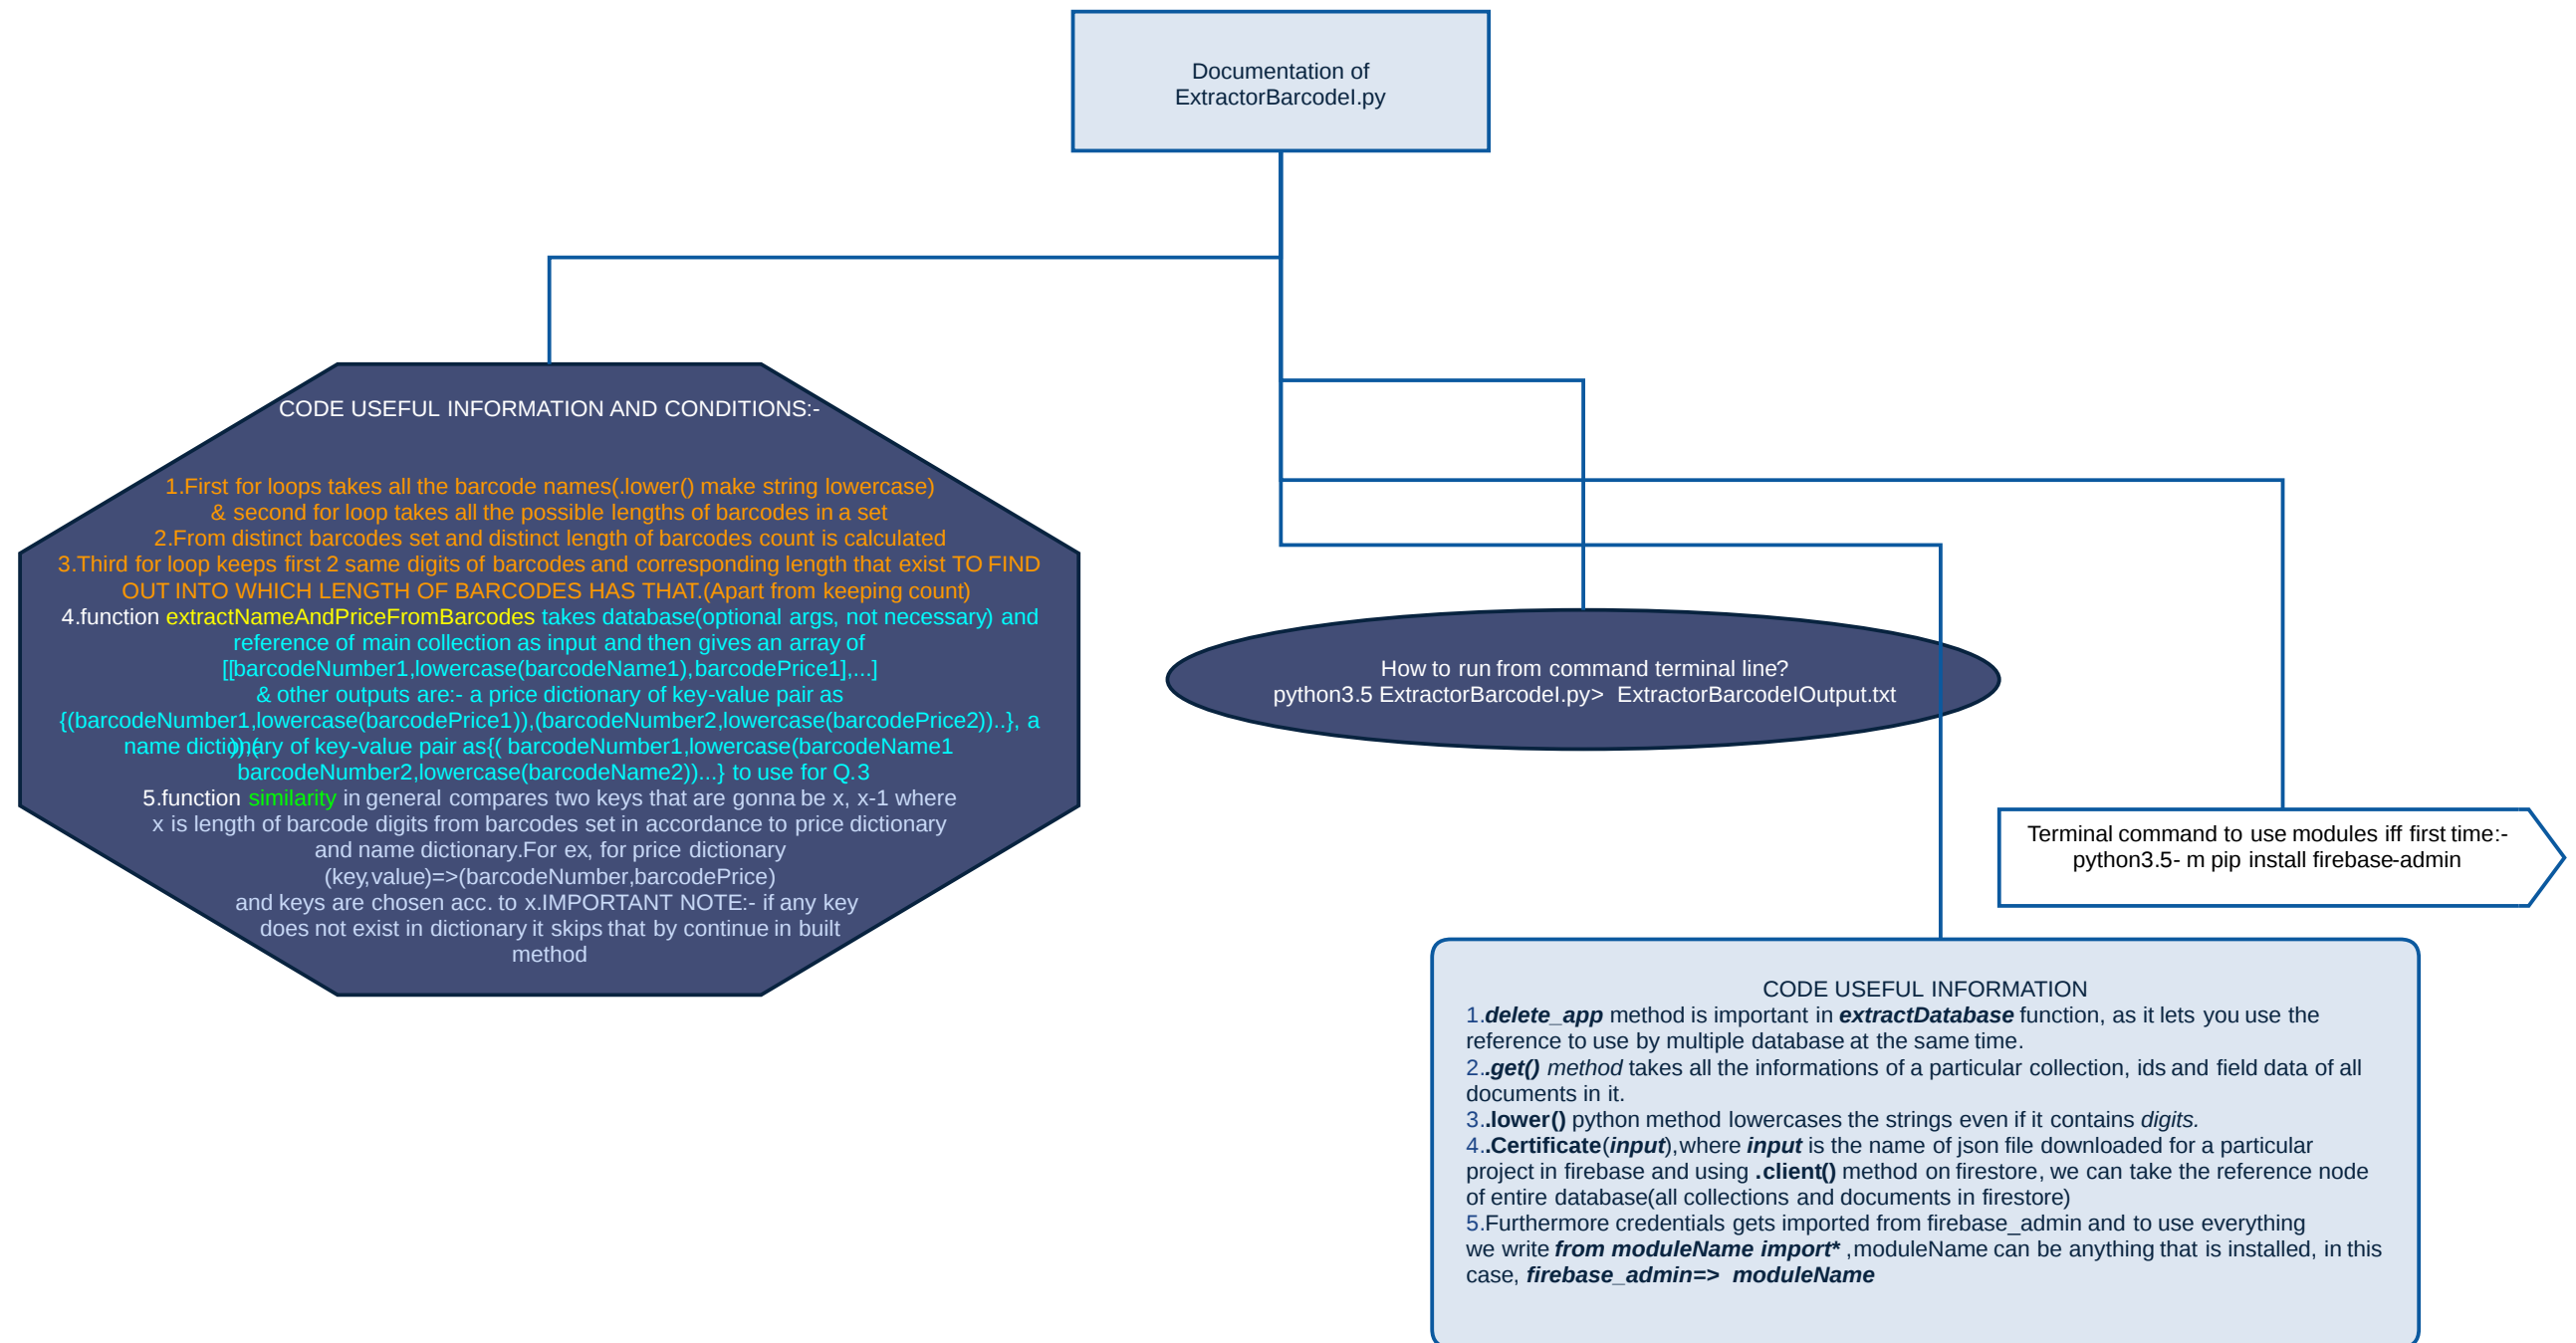 Documentation of
ExtractorBarcodeI.py
CODE USEFUL INFORMATION AND CONDITIONS:-
1.First for loops takes all the barcode names(.lower() make string lowercase)
& second for loop takes all the possible lengths of barcodes in a set
2.From distinct barcodes set and distinct length of barcodes count is calculated
3.Third for loop keeps first 2 same digits of barcodes and corresponding length that exist TO FIND
OUT INTO WHICH LENGTH OF BARCODES HAS THAT.(Apart from keeping count)
4.function extractNameAndPriceFromBarcodes takes database(optional args, not necessary) and
reference of main collection as input and then gives an array of
[[barcodeNumber1,lowercase(barcodeName1),barcodePrice1],...]
& other outputs are:- a price dictionary of key-value pair as
{(barcodeNumber1,lowercase(barcodePrice1)),(barcodeNumber2,lowercase(barcodePrice2))..}, a
name dictionary of key-value pair as{( barcodeNumber1,lowercase(barcodeName1
)),(
barcodeNumber2,lowercase(barcodeName2))...} to use for Q.3
5.function similarity in general compares two keys that are gonna be x, x-1 where
x is length of barcode digits from barcodes set in accordance to price dictionary
and name dictionary.For ex, for price dictionary
(key,value)=>(barcodeNumber,barcodePrice)
and keys are chosen acc. to x.IMPORTANT NOTE:- if any key
does not exist in dictionary it skips that by continue in built
method
How to run from command terminal line?
python3.5 ExtractorBarcodeI.py> ExtractorBarcodeIOutput.txt
Terminal command to use modules iff first time:-
python3.5- m pip install firebase-admin
CODE USEFUL INFORMATION
1.delete_app method is important in extractDatabase function, as it lets you use the
reference to use by multiple database at the same time.
2..get() method takes all the informations of a particular collection, ids and field data of all
documents in it.
3..lower() python method lowercases the strings even if it contains digits.
4..Certificate(input),where input is the name of json file downloaded for a particular
project in firebase and using .client() method on firestore, we can take the reference node
of entire database(all collections and documents in firestore)
5.Furthermore credentials gets imported from firebase_admin and to use everything
we write from moduleName import* ,moduleName can be anything that is installed, in this
case, firebase_admin=> moduleName